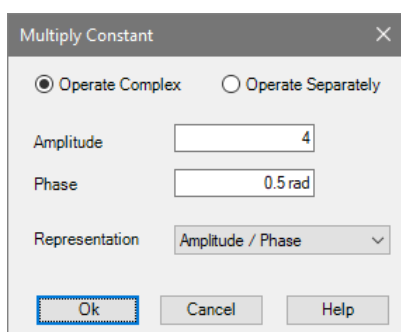 Multiply Constant
Operate Complex Operate Separately
Amplitude 4
Phase 0.5 rad
Representation Amplitude / Phase
Ok Cancel Help